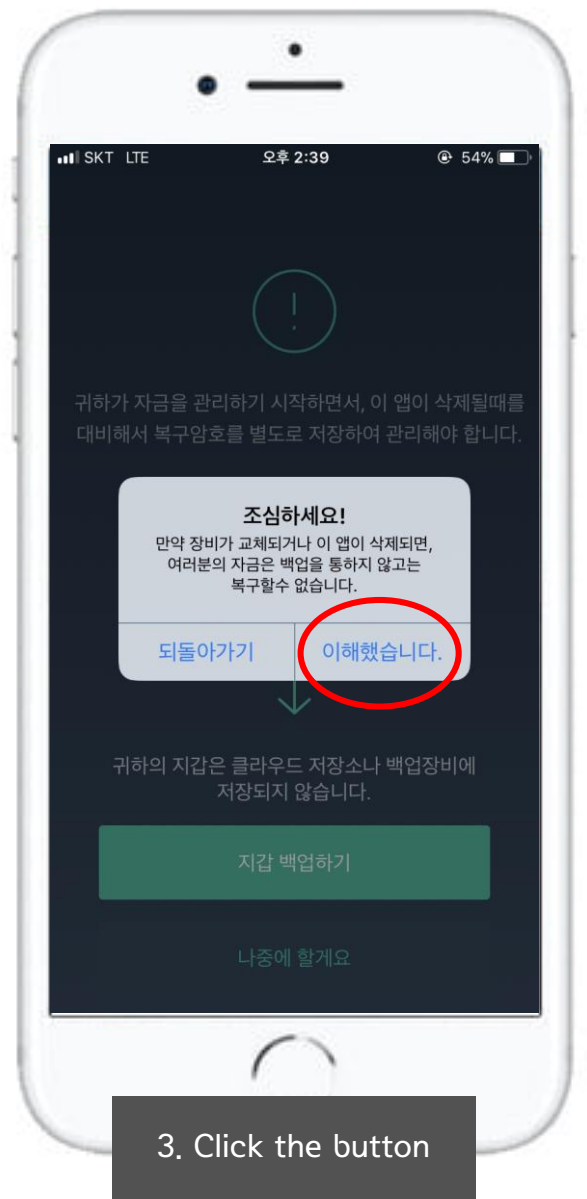 SKT LTE 오후 2:39 54%
귀하가 자금을 관리하기 시작하면서, 이 앱이 삭제될때를
대비해서 복구암호를 별도로 저장하여 관리해야 합니다.
조심하세요!
만약 장비가 교체되거나 이 앱이 삭제되면,
여러분의 자금은 백업을 통하지 않고는
복구할수 없습니다.
되돌아가기 이해했습니다.
귀하의 지갑은 클라우드 저장소나 백업장비에
저장되지 않습니다.
지갑 백업하기
나중에 할게요
3. Click the button